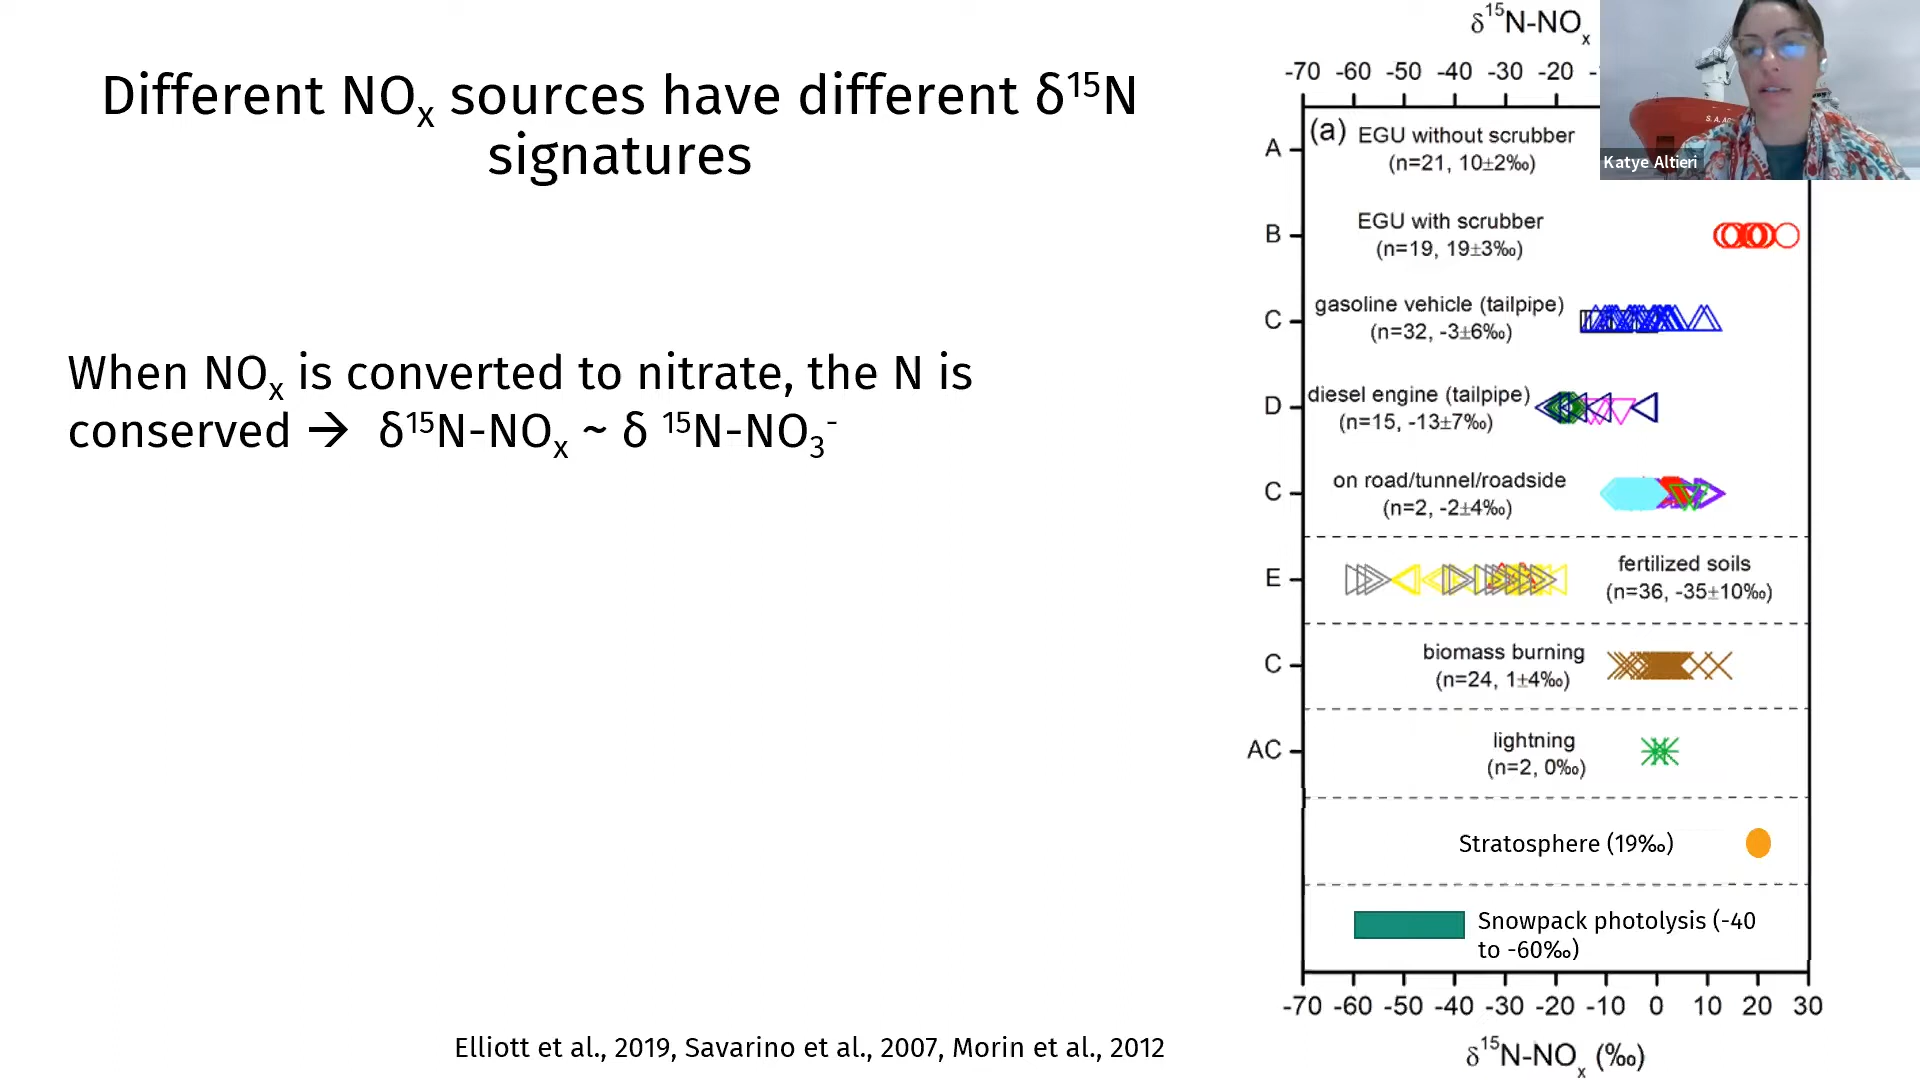 Different NOx sources have different δ15N
signatures
When NOx is converted to nitrate, the N is
conserved → δ15N-NOx ~ δ 15N-NO3-
Elliott et al., 2019, Savarino et al., 2007, Morin et al., 2012
δ15N-NOx
-70 -60 -50 -40 -30 -20
Katye Altieri
(a)
A
EGU without scrubber
(n=21, 10±2‰)
B
EGU with scrubber
(n=19, 19±3‰)
C
gasoline vehicle (tailpipe)
(n=32, -3±6‰)
D
diesel engine (tailpipe)
(n=15, -13±7‰)
C
on road/tunnel/roadside
(n=2, -2±4‰)
E
fertilized soils
(n=36, -35±10‰)
C
biomass burning
(n=24, 1±4‰)
AC
lightning
(n=2, 0‰)
Stratosphere (19‰)
Snowpack photolysis (-40
to -60‰)
-70 -60 -50 -40 -30 -20 -10 0 10 20 30
δ15N-NOx (‰)